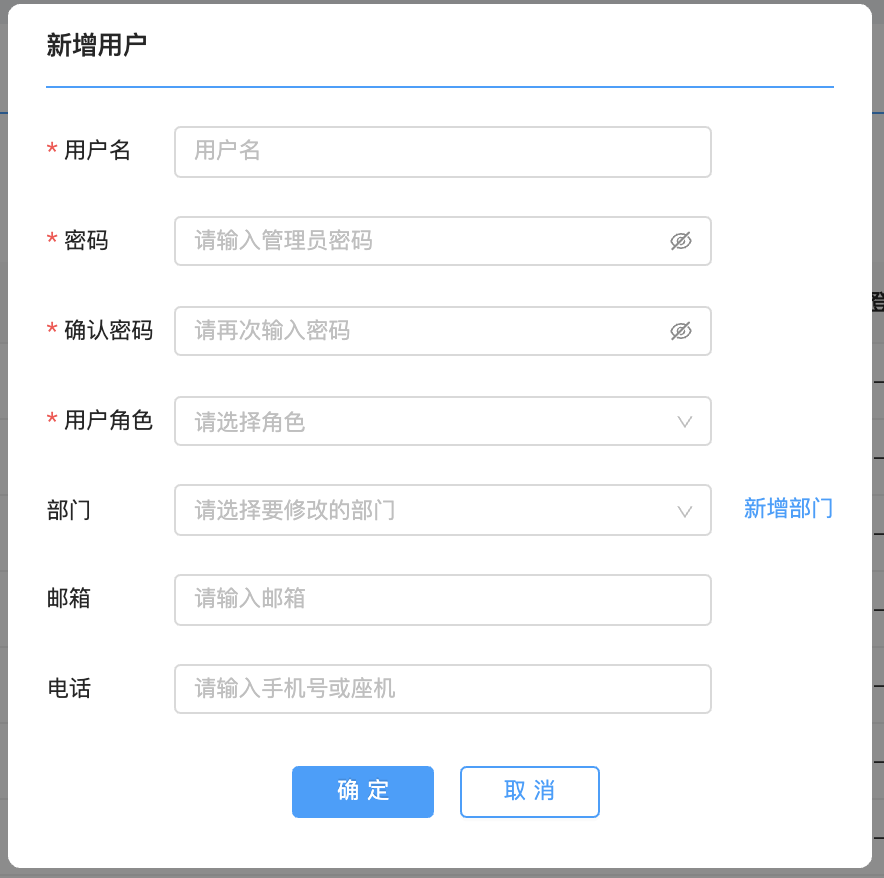 新增用户
* 用户名 用户名
* 密码 请输入管理员密码
* 确认密码 请再次输入密码
* 用户角色 请选择角色
部门 请选择要修改的部门 新增部门
邮箱 请输入邮箱
电话 请输入手机号或座机
确 定 取 消